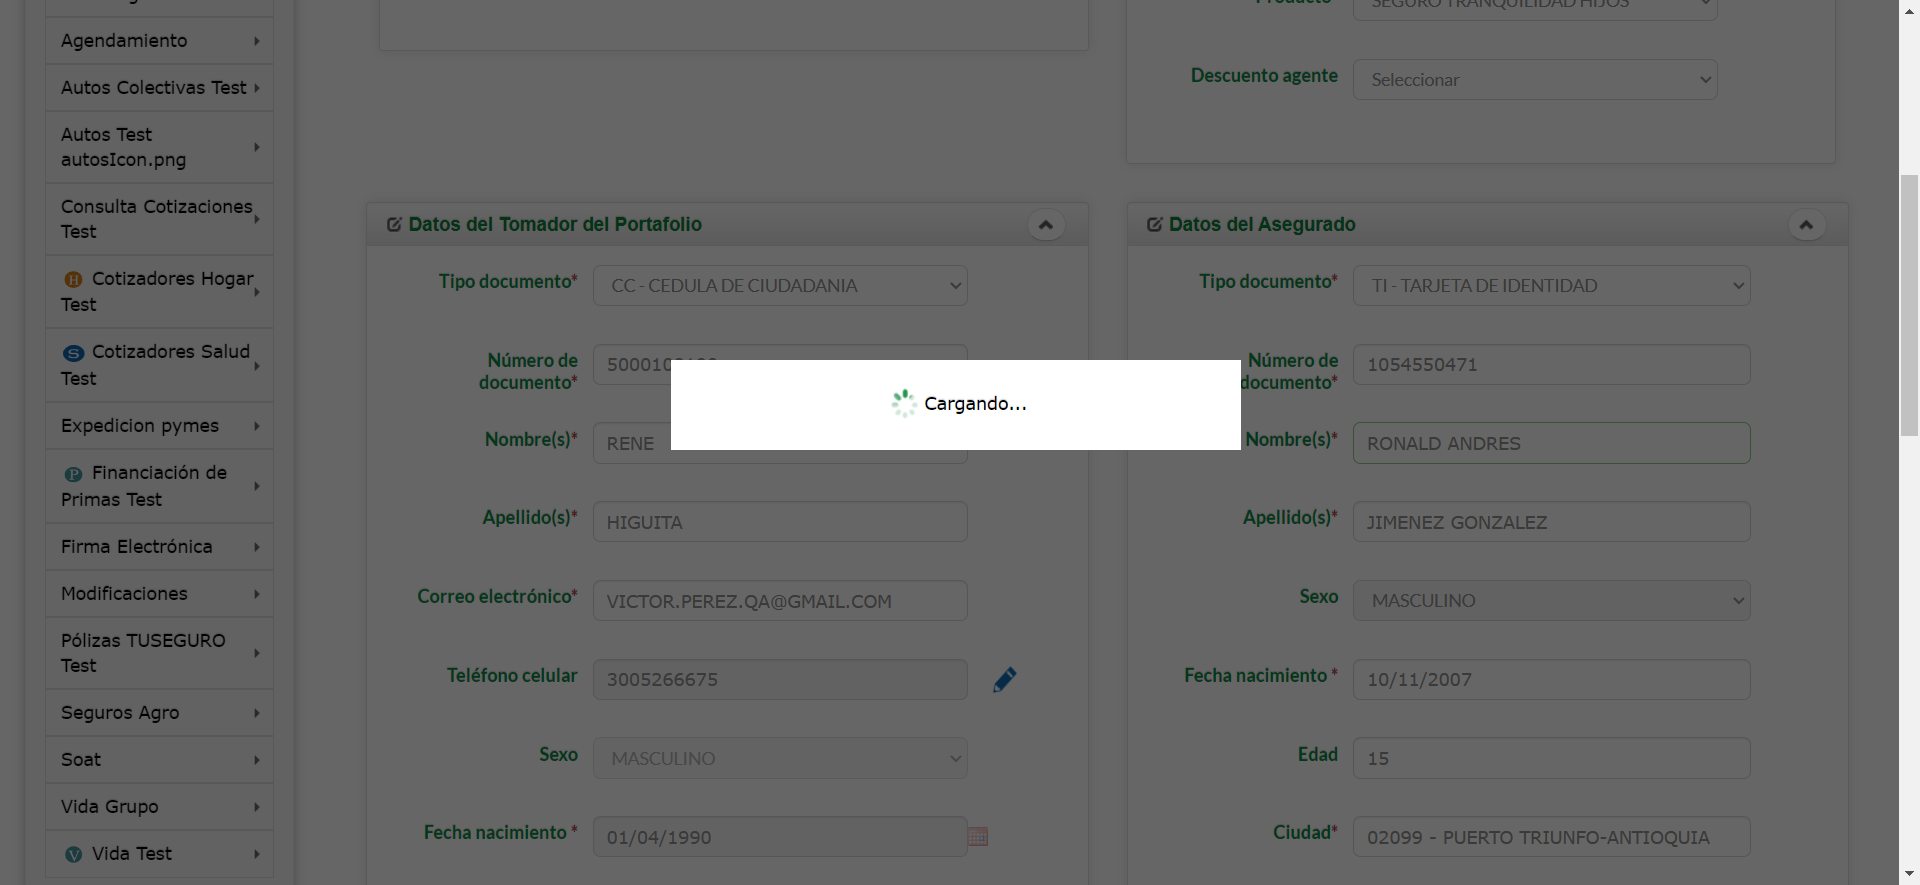 Agendamiento
Autos Colectivas Test
Autos Test
autosIcon.png
Consulta Cotizaciones
Test
H Cotizadores Hogar
Test
S Cotizadores Salud
Test
Expedicion pymes
P Financiación de
Primas Test
Firma Electrónica
Modificaciones
Pólizas TUSEGURO
Test
Seguros Agro
Soat
Vida Grupo
V Vida Test
Producto
SEGURO TRANQUILIDAD HIJOS
Descuento agente
Seleccionar
Datos del Tomador del Portafolio
Tipo documento*
CC - CEDULA DE CIUDADANIA
Número de
documento*
Nombre(s)*
RENE
Apellido(s)*
HIGUITA
Correo electrónico*
VICTOR.PEREZ.QA@GMAIL.COM
Teléfono celular
3005266675
Sexo
MASCULINO
Fecha nacimiento *
01/04/1990
Cargando...
Datos del Asegurado
Tipo documento*
TI - TARJETA DE IDENTIDAD
Número de
documento*
1054550471
Nombre(s)*
RONALD ANDRES
Apellido(s)*
JIMENEZ GONZALEZ
Sexo
MASCULINO
Fecha nacimiento *
10/11/2007
Edad
15
Ciudad*
02099 - PUERTO TRIUNFO-ANTIOQUIA